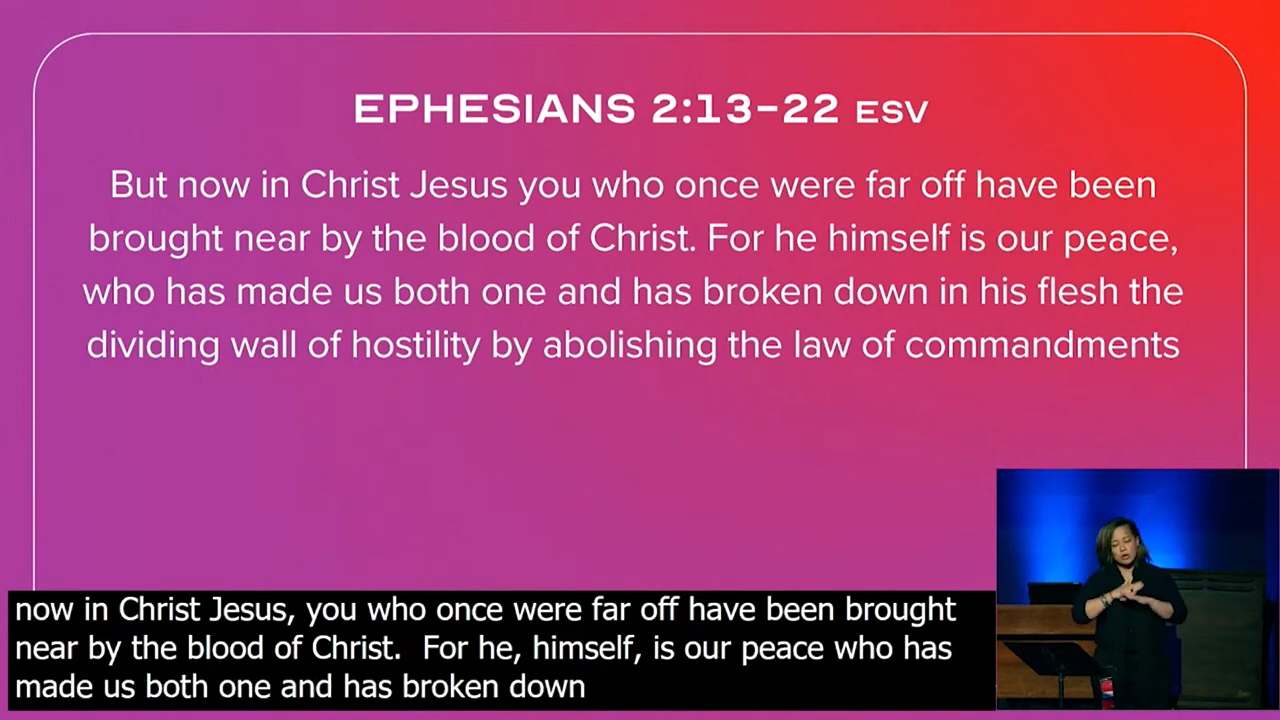 EPHESIANS 2:13–22 ESV
But now in Christ Jesus you who once were far off have been
brought near by the blood of Christ. For he himself is our peace,
who has made us both one and has broken down in his flesh the
dividing wall of hostility by abolishing the law of commandments
now in Christ Jesus, you who once were far off have been brought
near by the blood of Christ.  For he, himself, is our peace who has
made us both one and has broken down